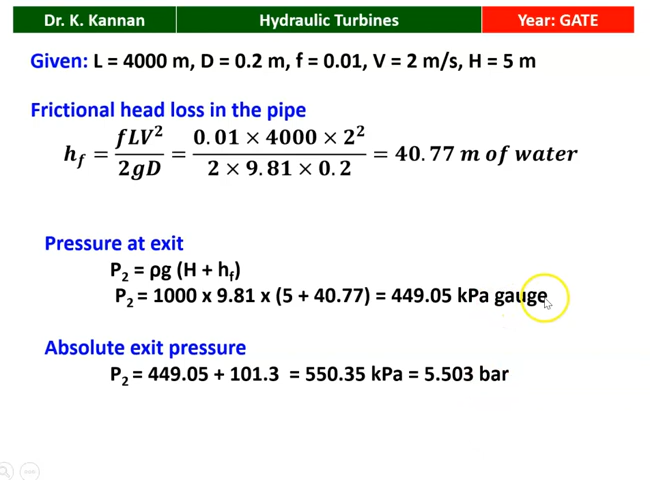 Dr. K. Kannan Hydraulic Turbines Year: GATE
Given: L = 4000 m, D = 0.2 m, f = 0.01, V = 2 m/s, H = 5 m
Frictional head loss in the pipe
h_f = fLV²/2gD = 0.01 × 4000 × 2²/2 × 9.81 × 0.2 = 40.77 m of water
Pressure at exit
P₂ = ρg (H + h_f)
P₂ = 1000 x 9.81 x (5 + 40.77) = 449.05 kPa gauge
Absolute exit pressure
P₂ = 449.05 + 101.3 = 550.35 kPa = 5.503 bar